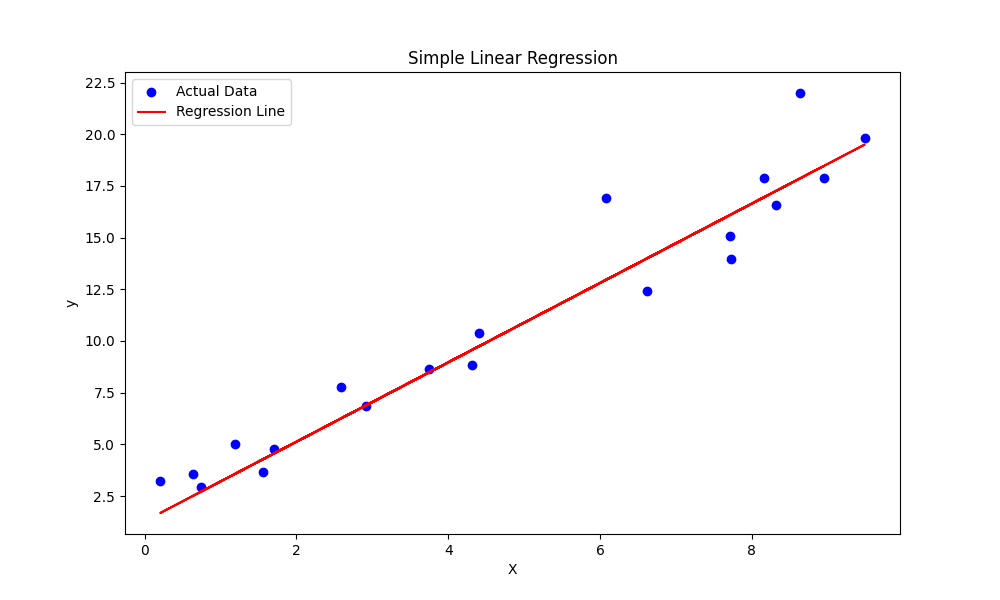 Simple Linear Regression
Actual Data
Regression Line
22.5
20.0
17.5
15.0
12.5
10.0
7.5
5.0
2.5
y
0 2 4 6 8
X